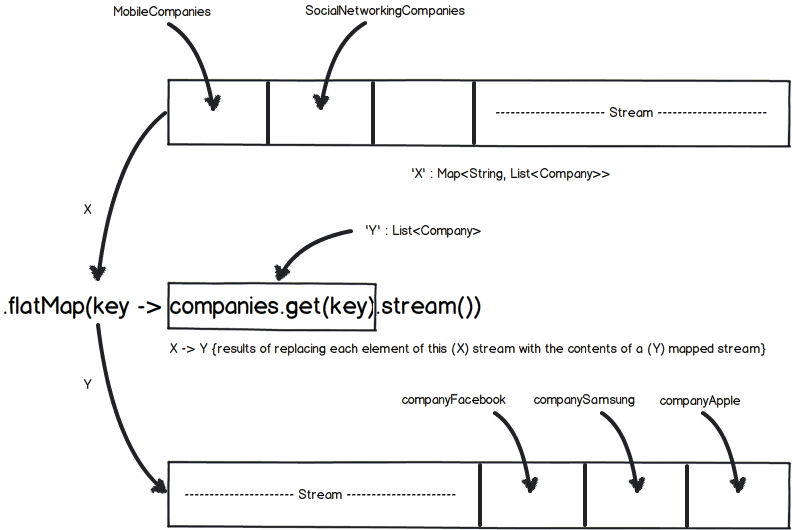 MobileCompanies
SocialNetworkingCompanies
---------------------- Stream ----------------------
'X' : Map<String, List<Company>>
X
'Y' : List<Company>
.flatMap(key -> companies.get(key).stream())
X -> Y {results of replacing each element of this (X) stream with the contents of a (Y) mapped stream}
Y
companyFacebook
companySamsung
companyApple
---------------------- Stream ----------------------